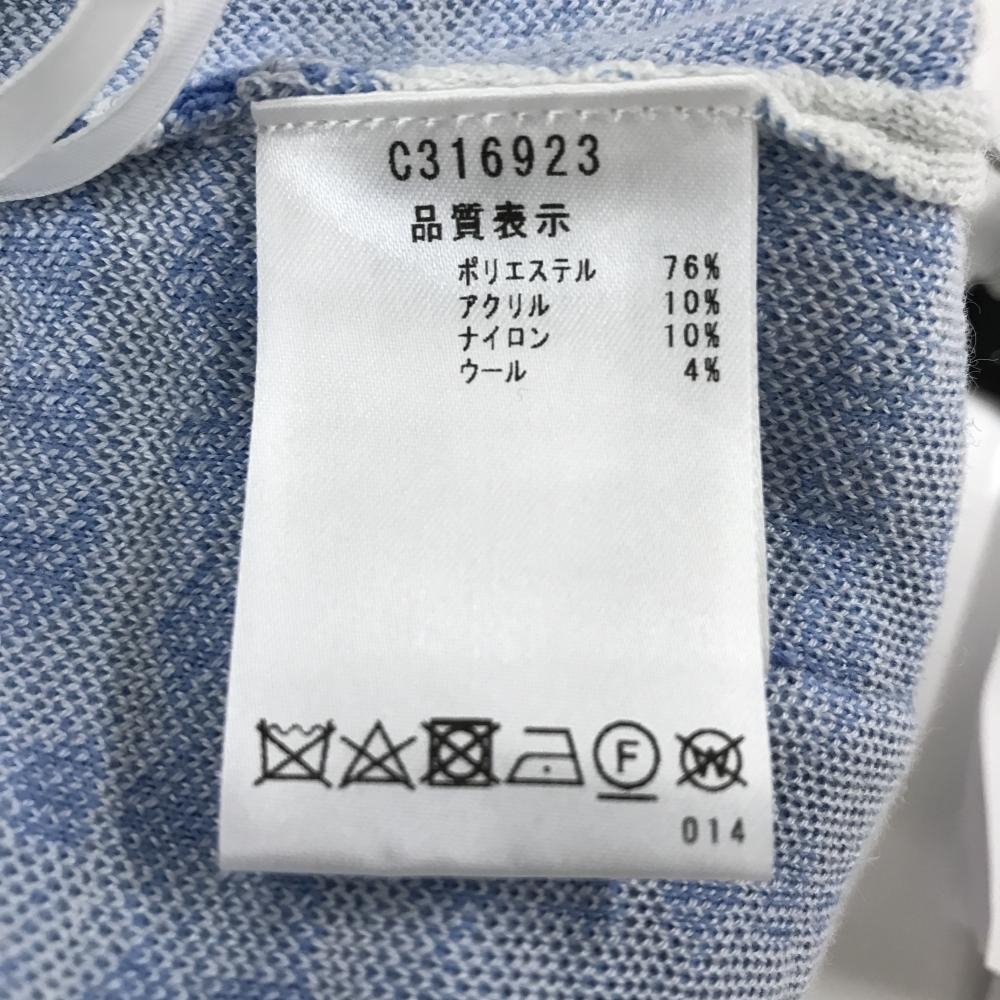 C316923
品質表示
ポリエステル 76%
アクリル 10%
ナイロン 10%
ウール 4%
F W
014